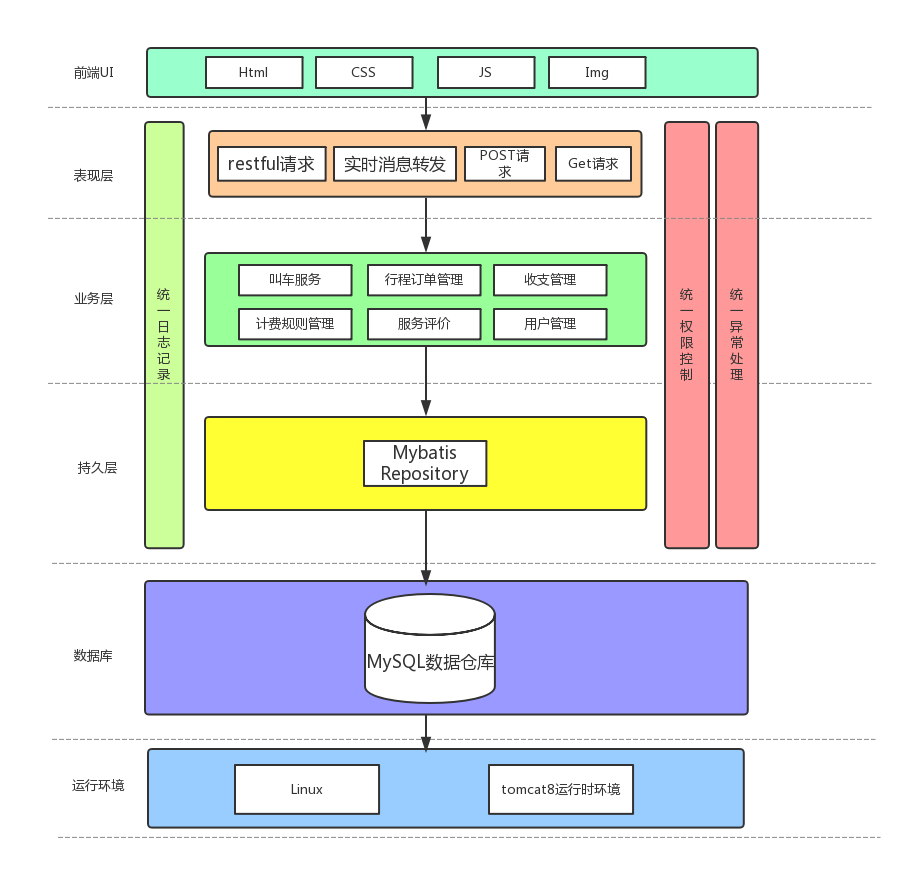 前端UI
Html
CSS
JS
Img
表现层
restful请求
实时消息转发
POST请
求
Get请求
业务层
叫车服务
行程订单管理
收支管理
计费规则管理
服务评价
用户管理
统一日志记录
统一权限控制
统一异常处理
持久层
Mybatis
Repository
数据库
MySQL数据仓库
运行环境
Linux
tomcat8运行时环境